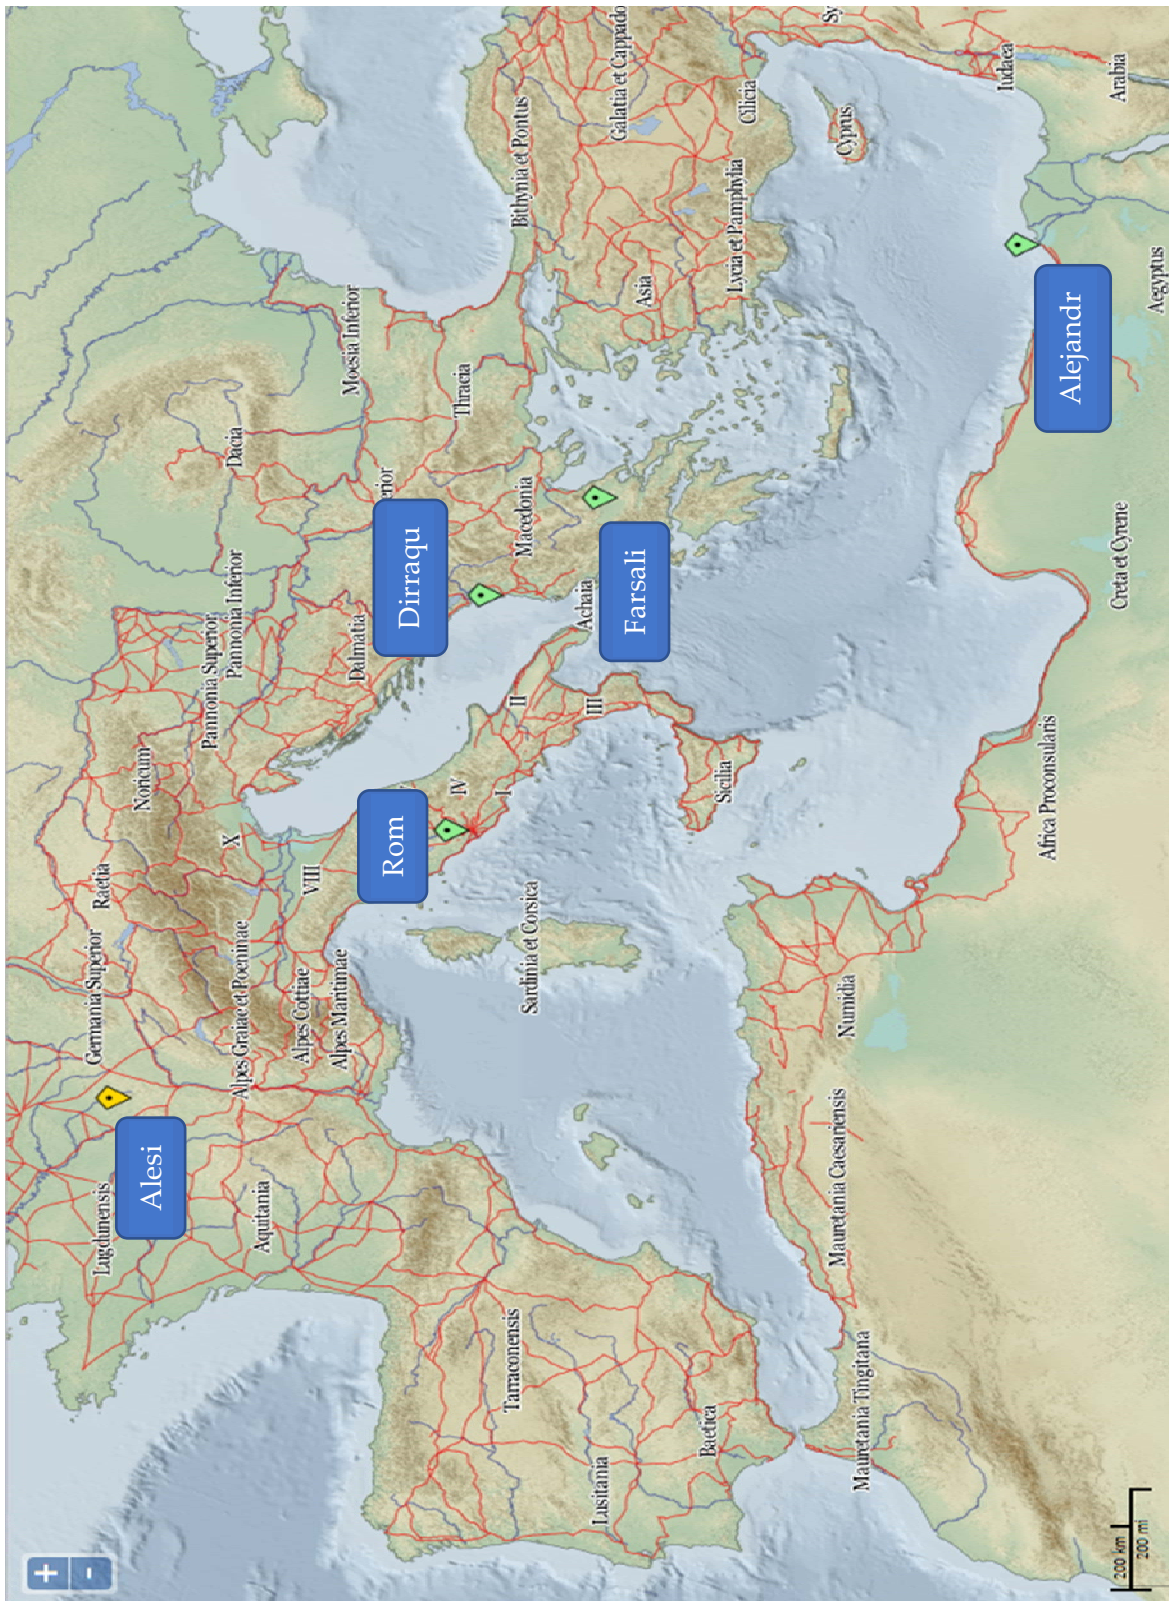 +
-
Lugdunensis
Alesi
Germania Superior
Raetia
Noricum
Aquitania
Alpes Graiae et Poeninae
Alpes Cottiae
Alpes Maritimae
VIII
X
Pannonia Superior
Pannonia Inferior
Dalmatia
Dacia
Moesia Inferior
erior
Thracia
Dirraqu
Rom
IV
I
II
III
Macedonia
Achaia
Farsali
Bithynia et Pontus
Galatia et Cappado
Asia
Lycia et Pamphylia
Cilicia
Cyprus
Sy
Iudaea
Arabia
Tarraconensis
Lusitania
Baetica
Sardinia et Corsica
Sicilia
Mauretania Tingitana
Mauretania Caesariensis
Numidia
Africa Proconsularis
Creta et Cyrene
Alejandr
Aegyptus
200 km
200 mi